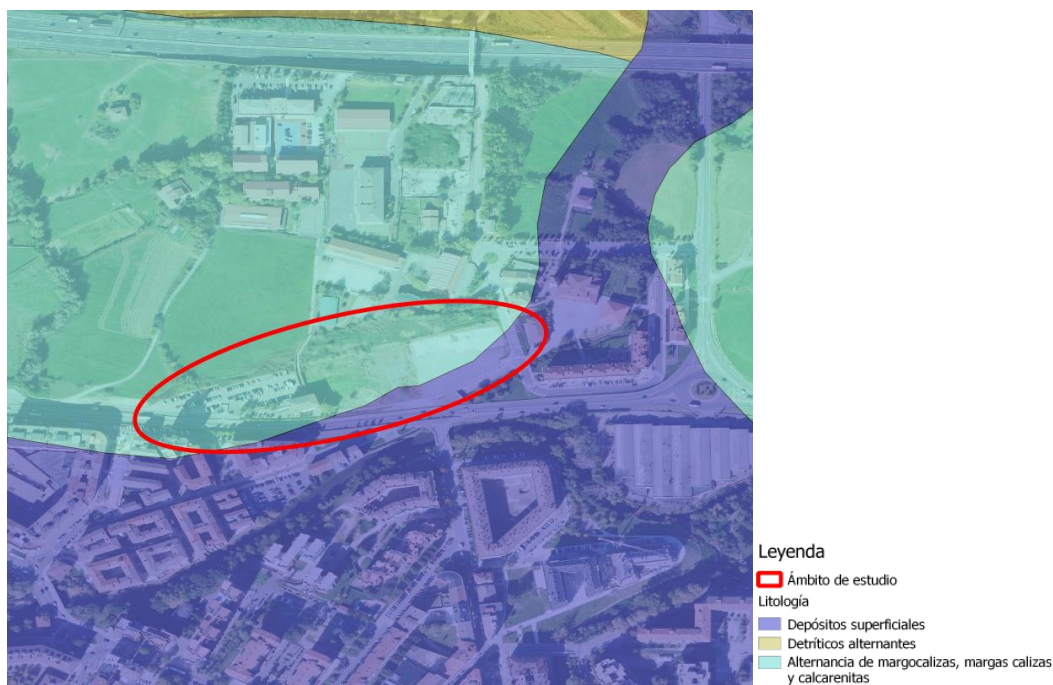 Leyenda
Ámbito de estudio
Litología
Depósitos superficiales
Detríticos alternantes
Alternancia de margocalizas, margas calizas
y calcarenitas